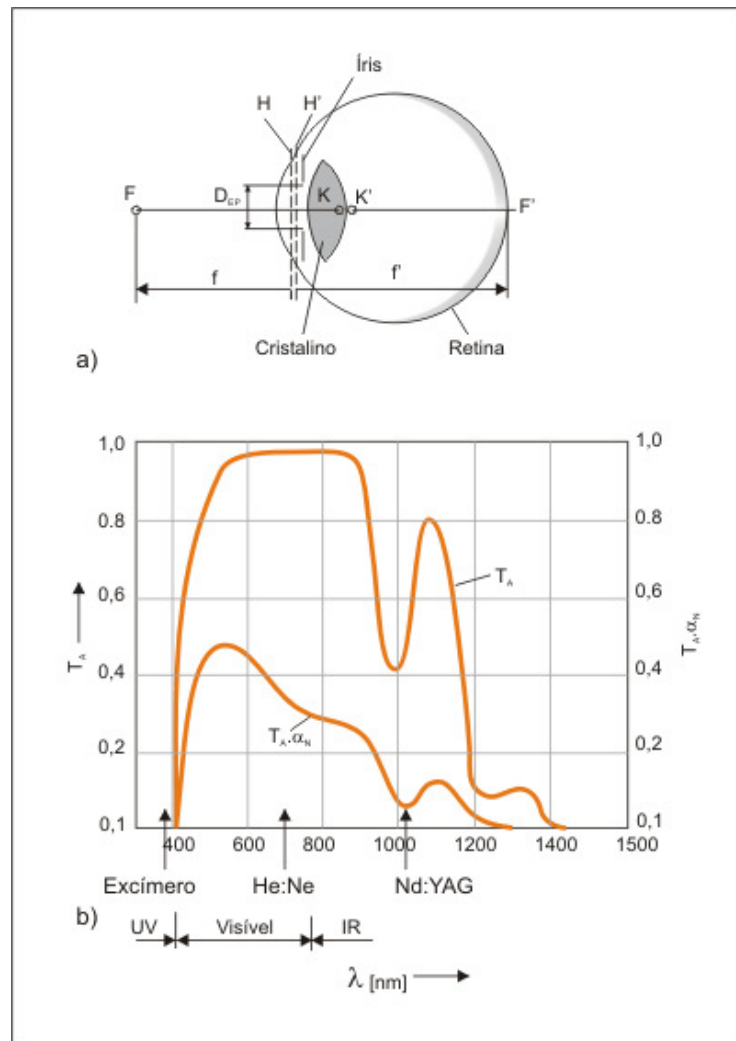 Íris
H H'
F D_EP K K' F'
f f'
Cristalino Retina
a)
1,0 1,0
0.8 0.8
T_A
0,6 0,6
T_A → T_A.α_N
0.4 0,4
T_A.α_N
0.2 0.2
0,1 0,1
400 600 800 1000 1200 1400 1500
Excímero He:Ne Nd:YAG
b)
UV Visível IR
λ [nm] →